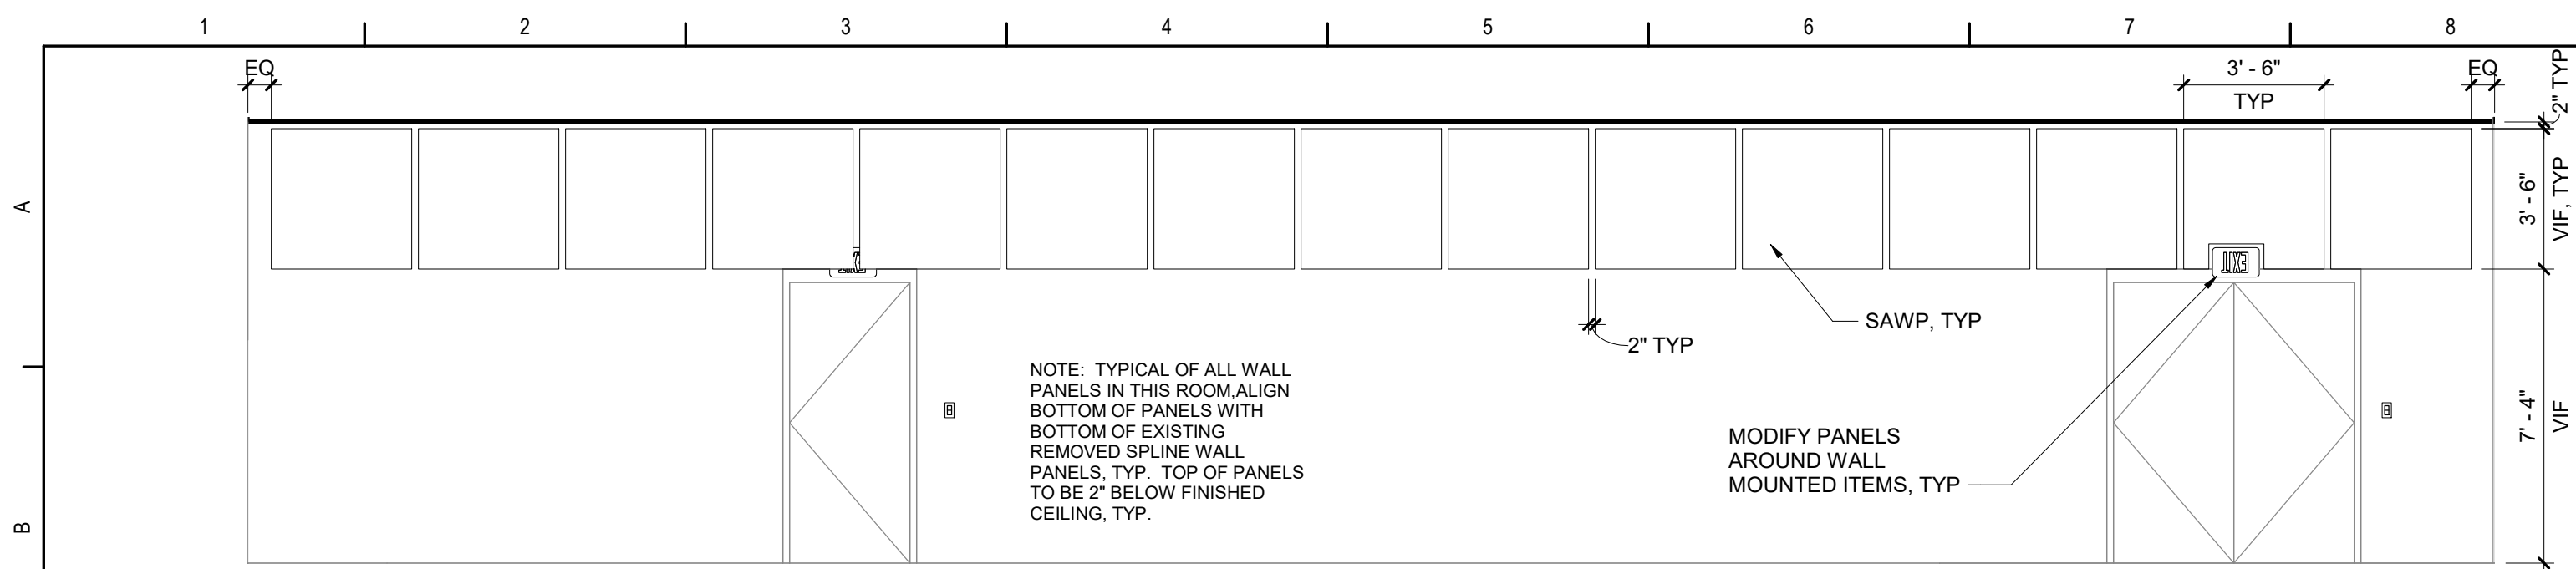 1 2 3 4 5 6 7 8
EQ
3' - 6"
TYP
EQ
2" TYP
A
3' - 6"
VIF, TYP
EXIT
EXIT
SAWP, TYP
2" TYP
NOTE:  TYPICAL OF ALL WALL
PANELS IN THIS ROOM,ALIGN
BOTTOM OF PANELS WITH
BOTTOM OF EXISTING
REMOVED SPLINE WALL
PANELS, TYP.  TOP OF PANELS
TO BE 2" BELOW FINISHED
CEILING, TYP.
MODIFY PANELS
AROUND WALL
MOUNTED ITEMS, TYP
7' - 4"
VIF
B